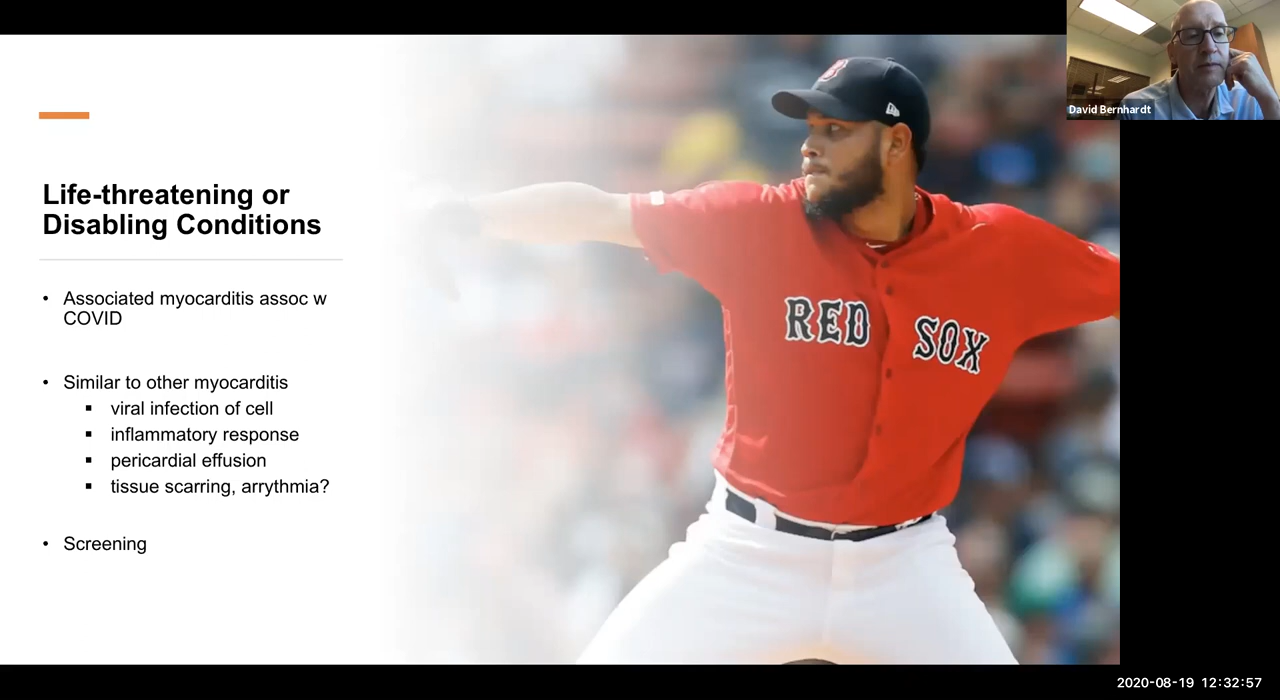 Life-threatening or
Disabling Conditions
• Associated myocarditis assoc w
COVID
• Similar to other myocarditis
▪ viral infection of cell
▪ inflammatory response
▪ pericardial effusion
▪ tissue scarring, arrythmia?
• Screening
RED SOX
B
David Bernhardt
2020-08-19 12:32:57